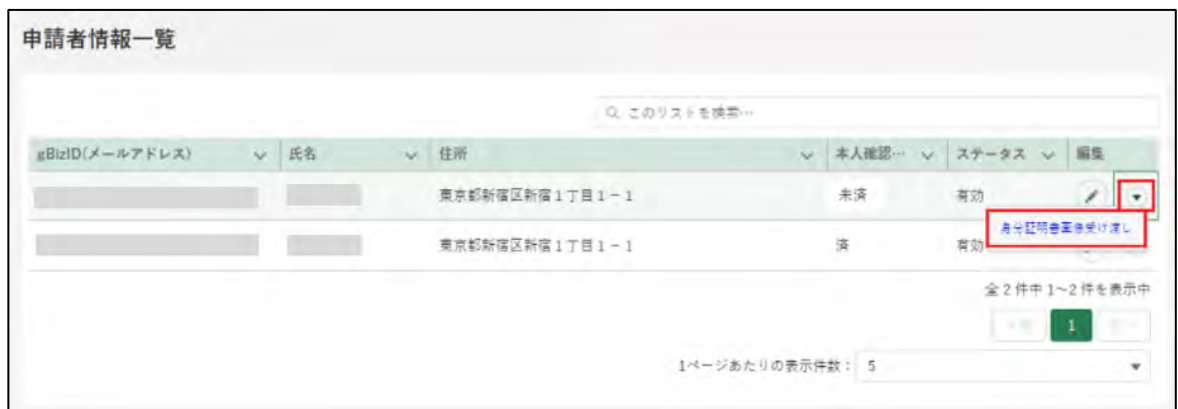 申請者情報一覧
このリストを検索…
gBizID(メールアドレス) 氏名 住所 本人確認… ステータス 編集
東京都新宿区新宿1丁目1-1 未済 有効
身分証明書画像受け渡し
東京都新宿区新宿1丁目1-1 済 有効
全2件中1~2件を表示中
1
1ページあたりの表示件数： 5